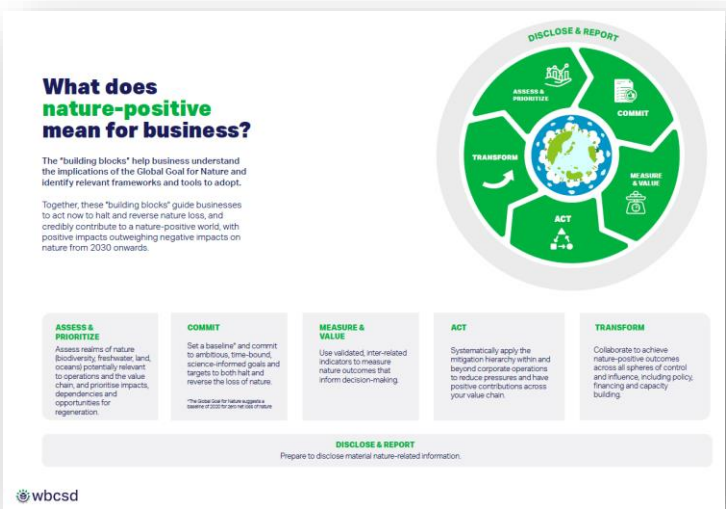 What does
nature-positive
mean for business?
The "building blocks" help business understand
the implications of the Global Goal for Nature and
identify relevant frameworks and tools to adopt.
Together, these "building blocks" guide businesses
to act now to halt and reverse nature loss, and
credibly contribute to a nature-positive world, with
positive impacts outweighing negative impacts on
nature from 2030 onwards.
DISCLOSE & REPORT
ASSESS &
PRIORITIZE
COMMIT
MEASURE
& VALUE
ACT
TRANSFORM
ASSESS &
PRIORITIZE
Assess realms of nature
(biodiversity, freshwater, land,
oceans) potentially relevant
to operations and the value
chain, and prioritise impacts,
dependencies and
opportunities for
regeneration.
COMMIT
Set a baseline* and commit
to ambitious, time-bound,
science-informed goals and
targets to both halt and
reverse the loss of nature.
*The Global Goal for Nature suggests a
baseline of 2020 for zero net loss of nature
MEASURE &
VALUE
Use validated, inter-related
indicators to measure
nature outcomes that
inform decision-making.
ACT
Systematically apply the
mitigation hierarchy within and
beyond corporate operations
to reduce pressures and have
positive contributions across
your value chain.
TRANSFORM
Collaborate to achieve
nature-positive outcomes
across all spheres of control
and influence, including policy,
financing and capacity
building.
DISCLOSE & REPORT
Prepare to disclose material nature-related information.
wbcsd